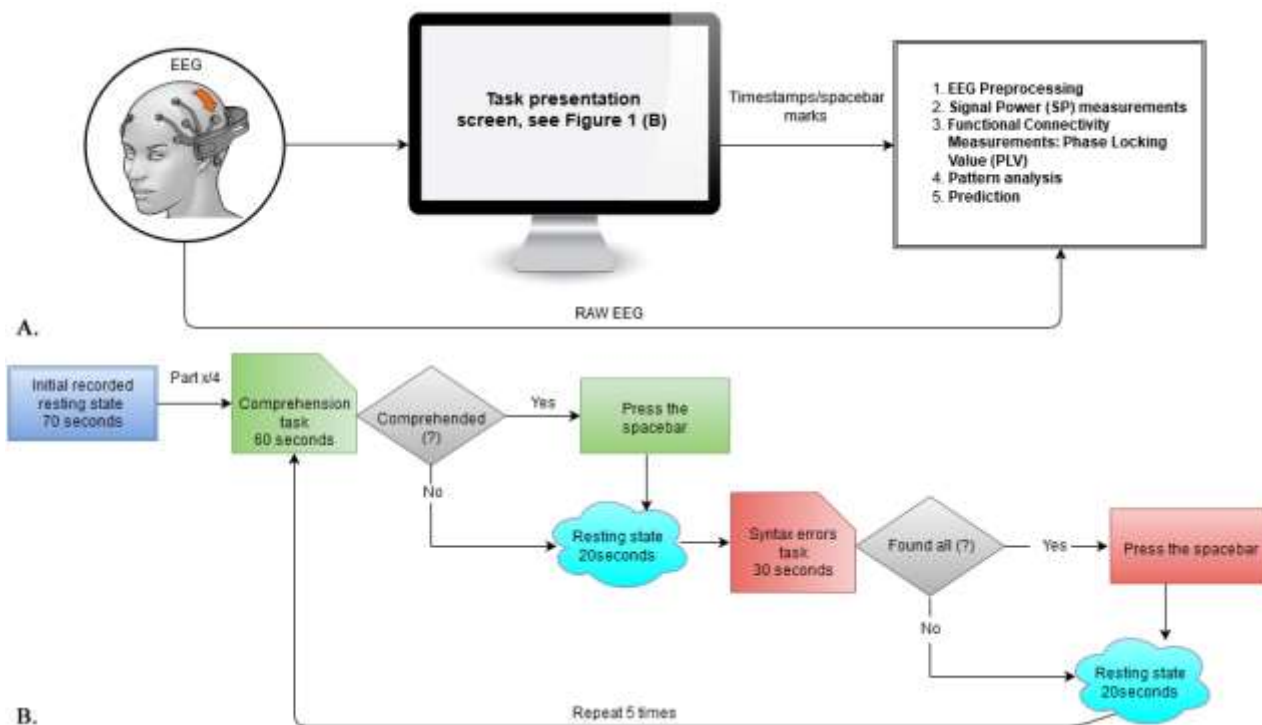 EEG
Task presentation
screen, see Figure 1 (B)
Timestamps/spacebar
marks
1. EEG Preprocessing
2. Signal Power (SP) measurements
3. Functional Connectivity
Measurements: Phase Locking
Value (PLV)
4. Pattern analysis
5. Prediction
RAW EEG
A.
Initial recorded
resting state
70 seconds
Part x/4
Comprehension
task
60 seconds
Comprehended
(?)
Yes
Press the
spacebar
No
Resting state
20seconds
Syntax errors
task
30 seconds
Found all (?)
Yes
Press the spacebar
No
Resting state
20seconds
Repeat 5 times
B.